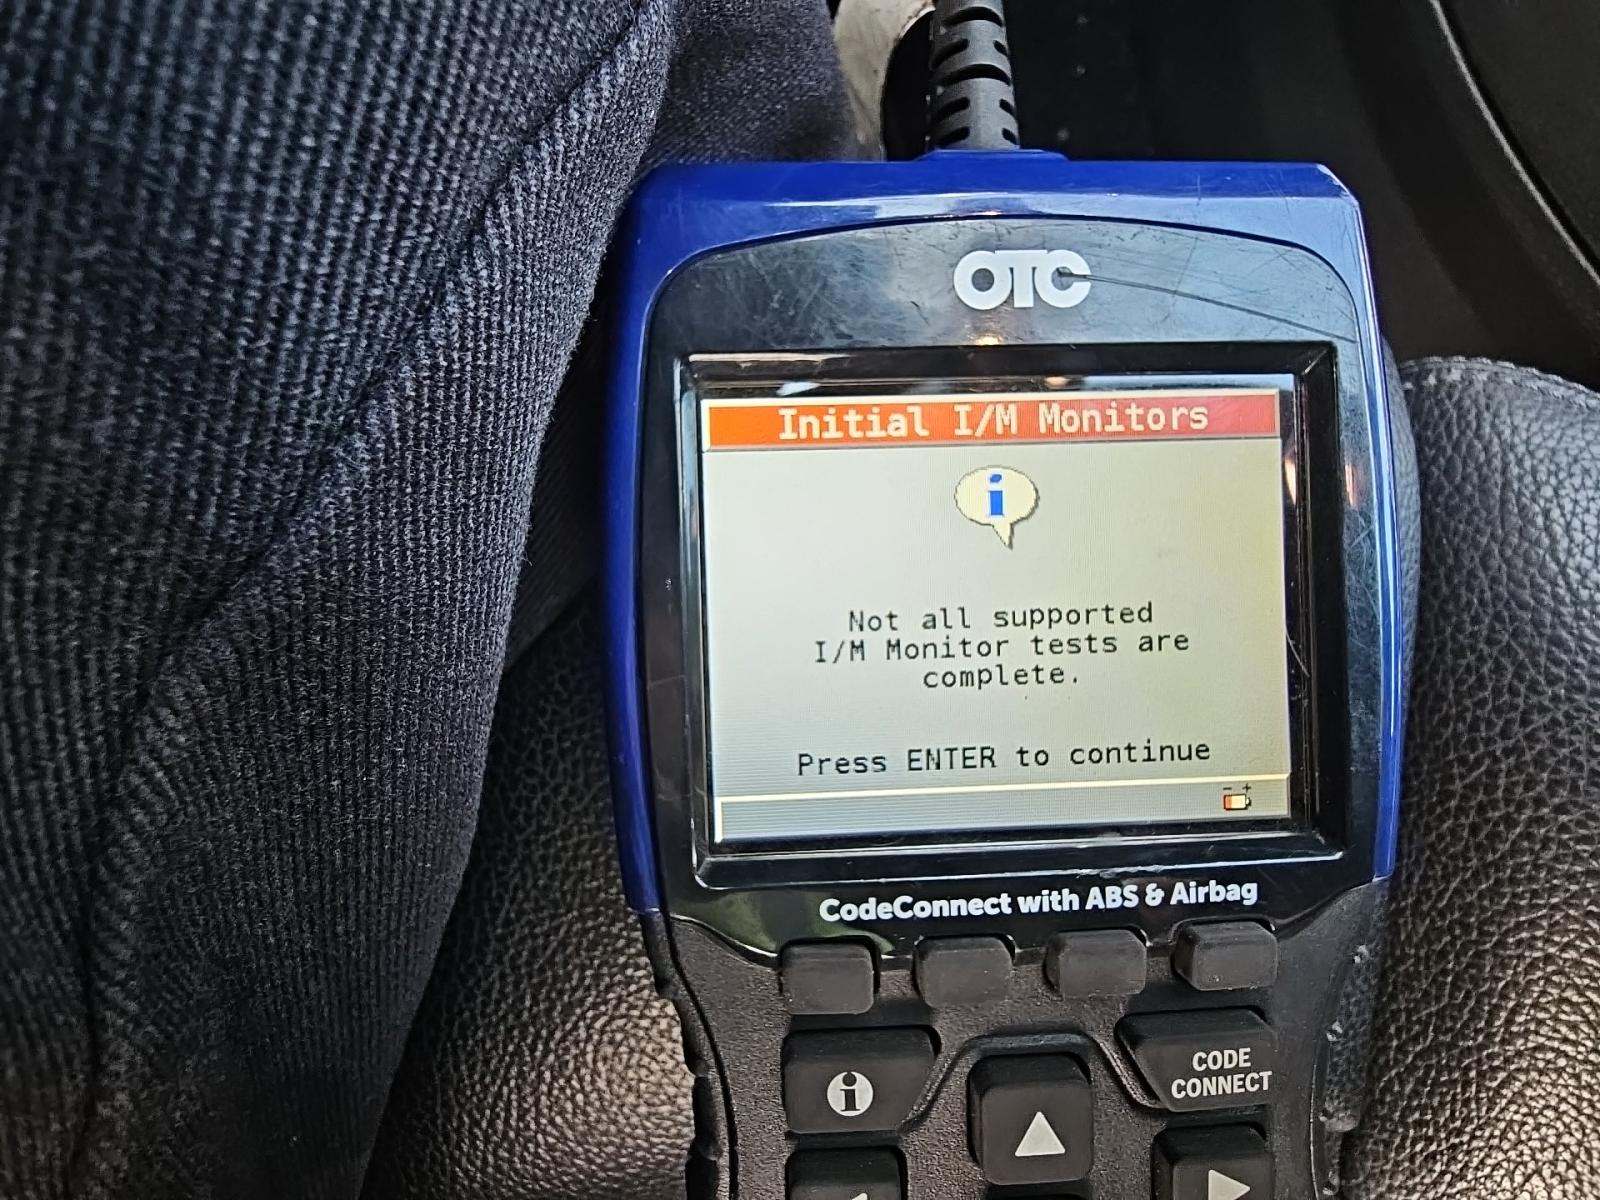 OTC
Initial I/M Monitors
i
Not all supported
I/M Monitor tests are
complete.
Press ENTER to continue
- +
CodeConnect with ABS & Airbag
i
CODE
CONNECT